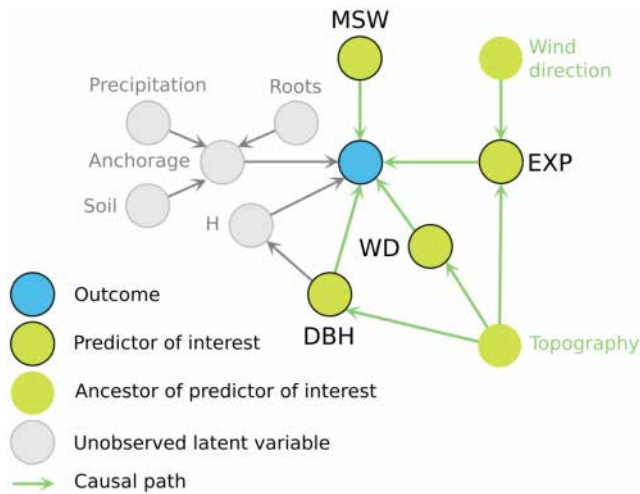 MSW
Wind
direction
Precipitation
Roots
Anchorage
EXP
Soil
H
WD
DBH
Topography
Outcome
Predictor of interest
Ancestor of predictor of interest
Unobserved latent variable
Causal path